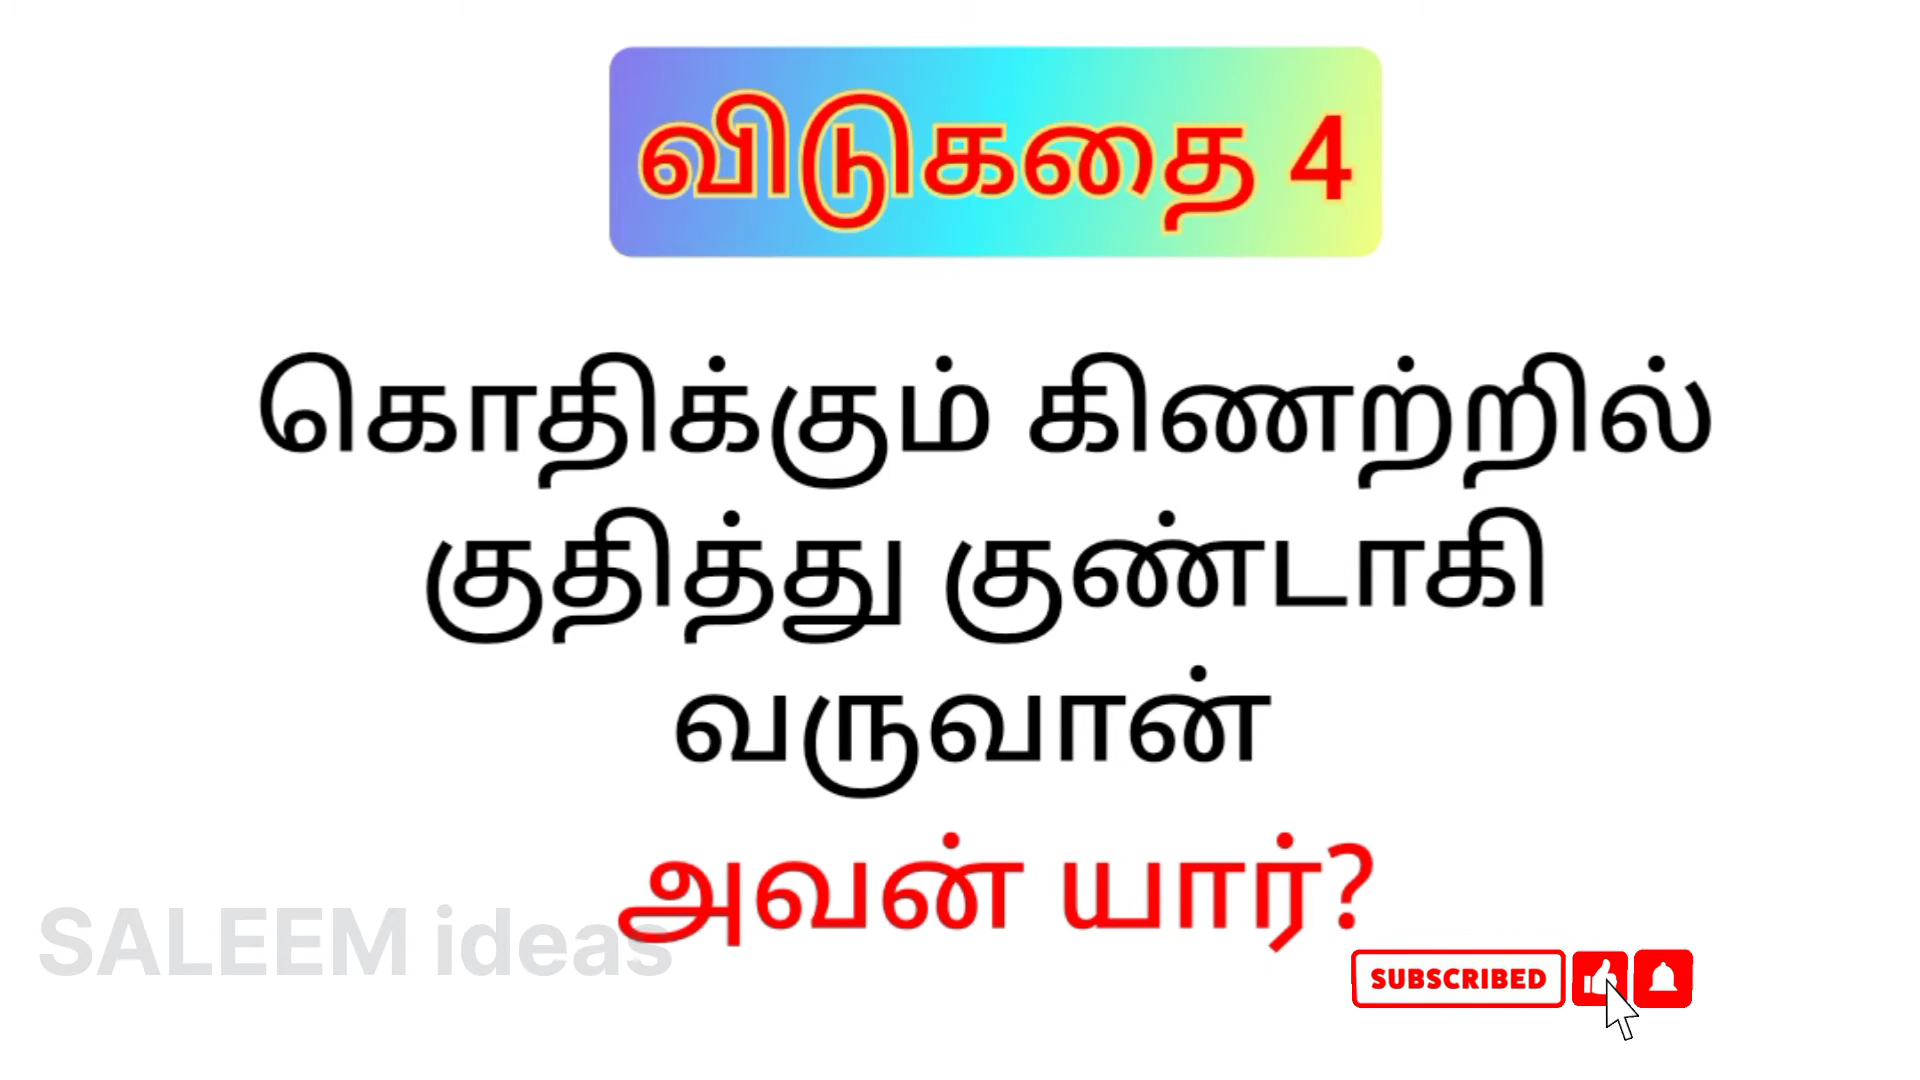 விடுகதை 4
கொதிக்கும் கிணற்றில்
குதித்து குண்டாகி
வருவான்
அவன் யார்?
SALEEM ideas
SUBSCRIBED